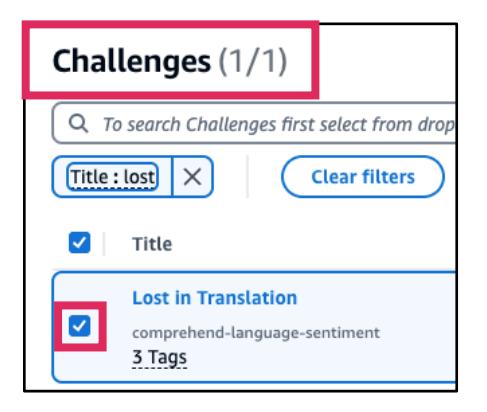 Challenges (1/1)
To search Challenges first select from drop
Title : lost
Clear filters
Title
Lost in Translation
comprehend-language-sentiment
3 Tags